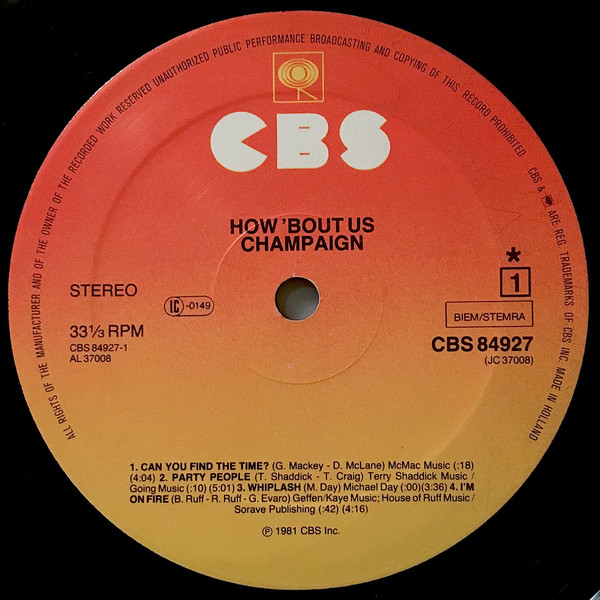 ALL RIGHTS OF THE MANUFACTURER AND OF THE OWNER OF THE RECORDED WORK RESERVED UNAUTHORIZED PUBLIC PERFORMANCE BROADCASTING AND COPYING OF THIS RECORD PROHIBITED
CBS & ARE REG. TRADEMARKS OF CBS INC. MADE IN HOLLAND
CBS
HOW 'BOUT US
CHAMPAIGN
STEREO
LC-0149
*
1
33⅓ RPM
BIEM/STEMRA
CBS 84927-1
CBS 84927
AL 37008
(JC 37008)
1. CAN YOU FIND THE TIME? (G. Mackey - D. McLane) McMac Music (:18)
(4:04) 2. PARTY PEOPLE (T. Shaddick - T. Craig) Terry Shaddick Music /
Going Music (:10) (5:01) 3. WHIPLASH (M. Day) Michael Day (:00)(3:36) 4. I'M
ON FIRE (B. Ruff - R. Ruff - G. Evaro) Geffen/Kaye Music; House of Ruff Music /
Sorave Publishing (:42) (4:16)
℗ 1981 CBS Inc.